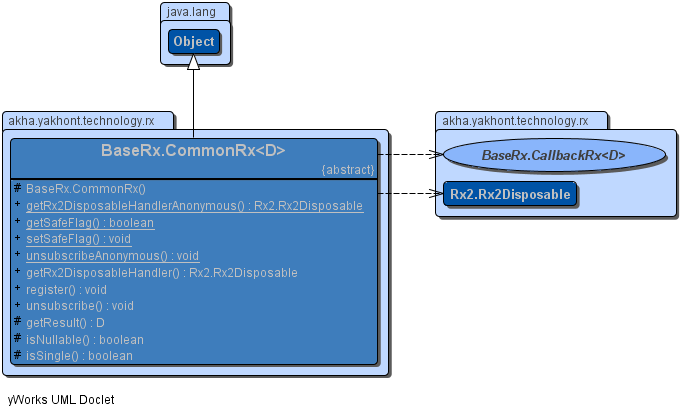 java.lang
Object
akha.yakhont.technology.rx
BaseRx.CommonRx<D>
{abstract}
# BaseRx.CommonRx()
+ getRx2DisposableHandlerAnonymous() : Rx2.Rx2Disposable
+ getSafeFlag() : boolean
+ setSafeFlag() : void
+ unsubscribeAnonymous() : void
+ getRx2DisposableHandler() : Rx2.Rx2Disposable
+ register() : void
+ unsubscribe() : void
# getResult() : D
# isNullable() : boolean
# isSingle() : boolean
akha.yakhont.technology.rx
BaseRx.CallbackRx<D>
Rx2.Rx2Disposable
yWorks UML Doclet